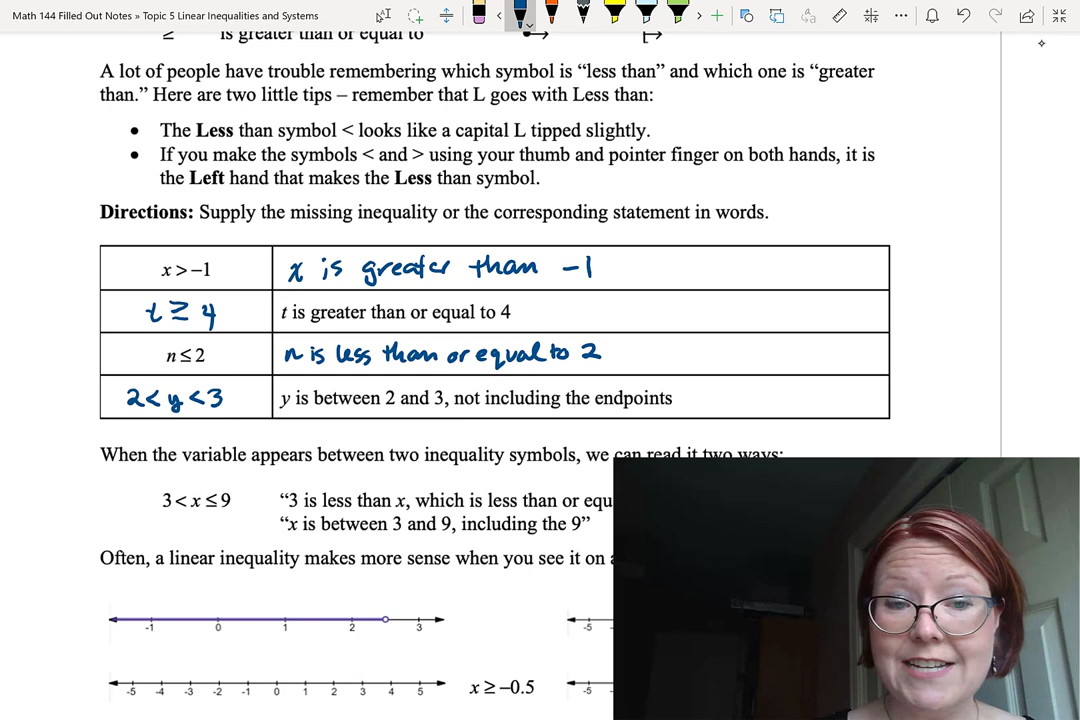 Math 144 Filled Out Notes » Topic 5 Linear Inequalities and Systems
≥ is greater than or equal to
A lot of people have trouble remembering which symbol is “less than” and which one is “greater
than.” Here are two little tips – remember that L goes with Less than:
• The Less than symbol < looks like a capital L tipped slightly.
• If you make the symbols < and > using your thumb and pointer finger on both hands, it is
the Left hand that makes the Less than symbol.
Directions: Supply the missing inequality or the corresponding statement in words.
x > −1 x is greater than -1
t ≥ 4 t is greater than or equal to 4
n ≤ 2 n is less than or equal to 2
2 < y < 3 y is between 2 and 3, not including the endpoints
When the variable appears between two inequality symbols, we can read it two ways:
3 < x ≤ 9 “3 is less than x, which is less than or equ
“x is between 3 and 9, including the 9”
Often, a linear inequality makes more sense when you see it on
-1 0 1 2 3 -5
-5 -4 -3 -2 -1 0 1 2 3 4 5 x ≥ −0.5 -5